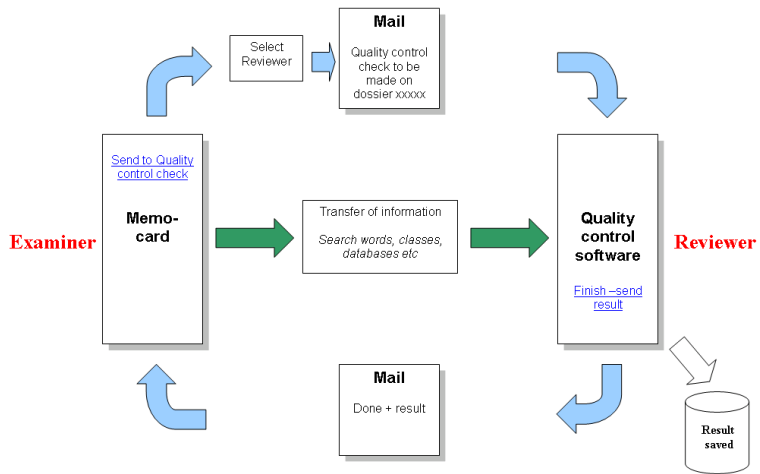 Select
Reviewer
Mail
Quality control
check to be
made on
dossier xxxxx
Send to Quality
control check
Memo-
card
Examiner
Transfer of information
Search words, classes,
databases etc
Quality
control
software
Finish –send
result
Reviewer
Mail
Done + result
Result
saved